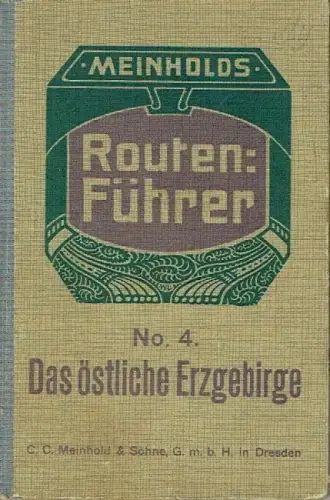 · MEINHOLDS ·
Routen=
Führer
No. 4.
Das östliche Erzgebirge
C. C. Meinhold & Söhne, G. m. b. H. in Dresden